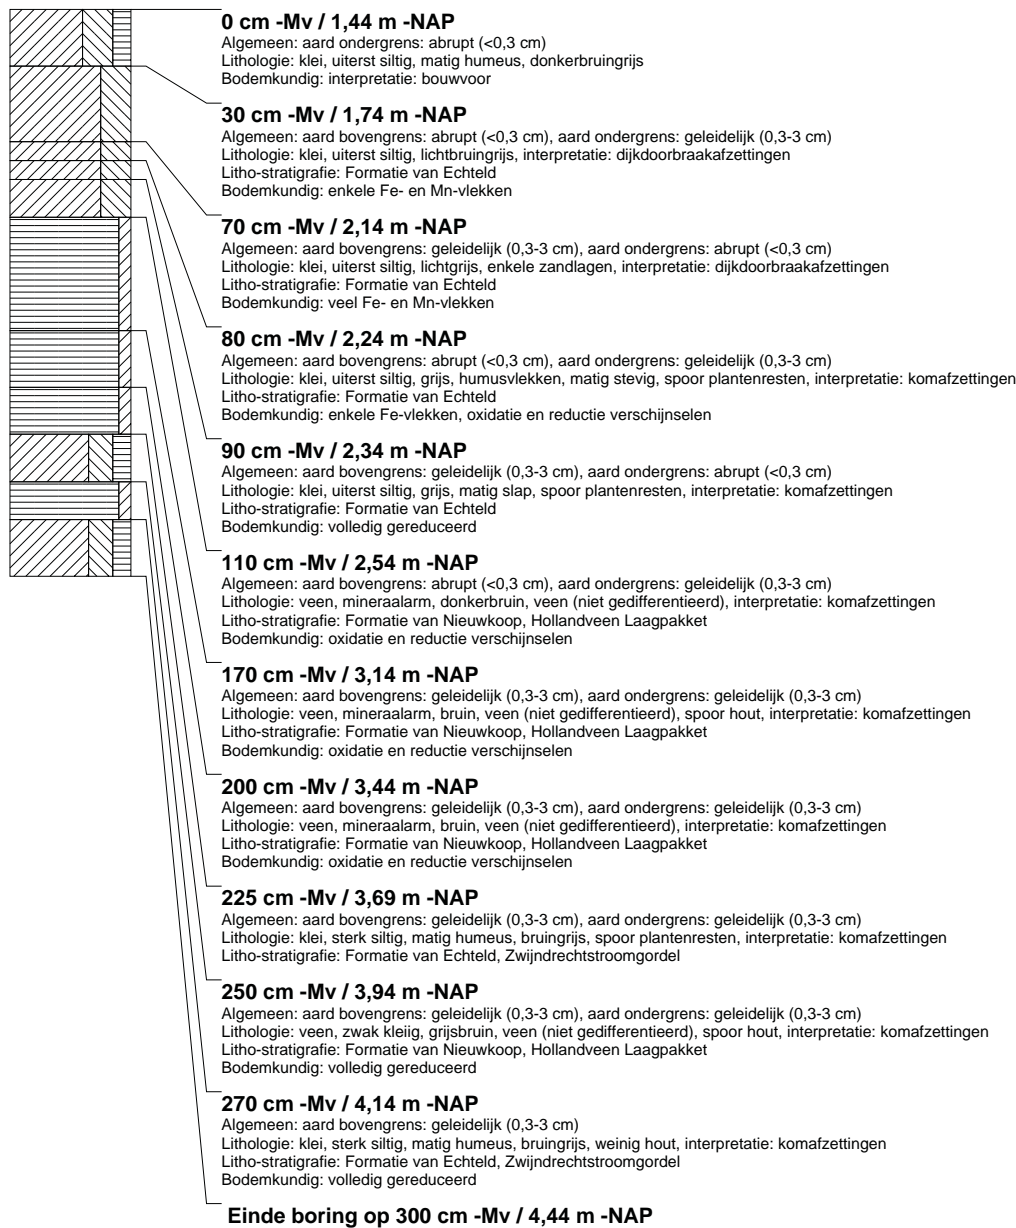 0 cm -Mv / 1,44 m -NAP
Algemeen: aard ondergrens: abrupt (<0,3 cm)
Lithologie: klei, uiterst siltig, matig humeus, donkerbruingrijs
Bodemkundig: interpretatie: bouwvoor
30 cm -Mv / 1,74 m -NAP
Algemeen: aard bovengrens: abrupt (<0,3 cm), aard ondergrens: geleidelijk (0,3-3 cm)
Lithologie: klei, uiterst siltig, lichtbruingrijs, interpretatie: dijkdoorbraakafzettingen
Litho-stratigrafie: Formatie van Echteld
Bodemkundig: enkele Fe- en Mn-vlekken
70 cm -Mv / 2,14 m -NAP
Algemeen: aard bovengrens: geleidelijk (0,3-3 cm), aard ondergrens: abrupt (<0,3 cm)
Lithologie: klei, uiterst siltig, lichtgrijs, enkele zandlagen, interpretatie: dijkdoorbraakafzettingen
Litho-stratigrafie: Formatie van Echteld
Bodemkundig: veel Fe- en Mn-vlekken
80 cm -Mv / 2,24 m -NAP
Algemeen: aard bovengrens: abrupt (<0,3 cm), aard ondergrens: geleidelijk (0,3-3 cm)
Lithologie: klei, uiterst siltig, grijs, humusvlekken, matig stevig, spoor plantenresten, interpretatie: komafzettingen
Litho-stratigrafie: Formatie van Echteld
Bodemkundig: enkele Fe-vlekken, oxidatie en reductie verschijnselen
90 cm -Mv / 2,34 m -NAP
Algemeen: aard bovengrens: geleidelijk (0,3-3 cm), aard ondergrens: abrupt (<0,3 cm)
Lithologie: klei, uiterst siltig, grijs, matig slap, spoor plantenresten, interpretatie: komafzettingen
Litho-stratigrafie: Formatie van Echteld
Bodemkundig: volledig gereduceerd
110 cm -Mv / 2,54 m -NAP
Algemeen: aard bovengrens: abrupt (<0,3 cm), aard ondergrens: geleidelijk (0,3-3 cm)
Lithologie: veen, mineraalarm, donkerbruin, veen (niet gedifferentieerd), interpretatie: komafzettingen
Litho-stratigrafie: Formatie van Nieuwkoop, Hollandveen Laagpakket
Bodemkundig: oxidatie en reductie verschijnselen
170 cm -Mv / 3,14 m -NAP
Algemeen: aard bovengrens: geleidelijk (0,3-3 cm), aard ondergrens: geleidelijk (0,3-3 cm)
Lithologie: veen, mineraalarm, bruin, veen (niet gedifferentieerd), spoor hout, interpretatie: komafzettingen
Litho-stratigrafie: Formatie van Nieuwkoop, Hollandveen Laagpakket
Bodemkundig: oxidatie en reductie verschijnselen
200 cm -Mv / 3,44 m -NAP
Algemeen: aard bovengrens: geleidelijk (0,3-3 cm), aard ondergrens: geleidelijk (0,3-3 cm)
Lithologie: veen, mineraalarm, bruin, veen (niet gedifferentieerd), interpretatie: komafzettingen
Litho-stratigrafie: Formatie van Nieuwkoop, Hollandveen Laagpakket
Bodemkundig: oxidatie en reductie verschijnselen
225 cm -Mv / 3,69 m -NAP
Algemeen: aard bovengrens: geleidelijk (0,3-3 cm), aard ondergrens: geleidelijk (0,3-3 cm)
Lithologie: klei, sterk siltig, matig humeus, bruingrijs, spoor plantenresten, interpretatie: komafzettingen
Litho-stratigrafie: Formatie van Echteld, Zwijndrechtstroomgordel
250 cm -Mv / 3,94 m -NAP
Algemeen: aard bovengrens: geleidelijk (0,3-3 cm), aard ondergrens: geleidelijk (0,3-3 cm)
Lithologie: veen, zwak kleiig, grijsbruin, veen (niet gedifferentieerd), spoor hout, interpretatie: komafzettingen
Litho-stratigrafie: Formatie van Nieuwkoop, Hollandveen Laagpakket
Bodemkundig: volledig gereduceerd
270 cm -Mv / 4,14 m -NAP
Algemeen: aard bovengrens: geleidelijk (0,3-3 cm)
Lithologie: klei, sterk siltig, matig humeus, bruingrijs, weinig hout, interpretatie: komafzettingen
Litho-stratigrafie: Formatie van Echteld, Zwijndrechtstroomgordel
Bodemkundig: volledig gereduceerd
Einde boring op 300 cm -Mv / 4,44 m -NAP